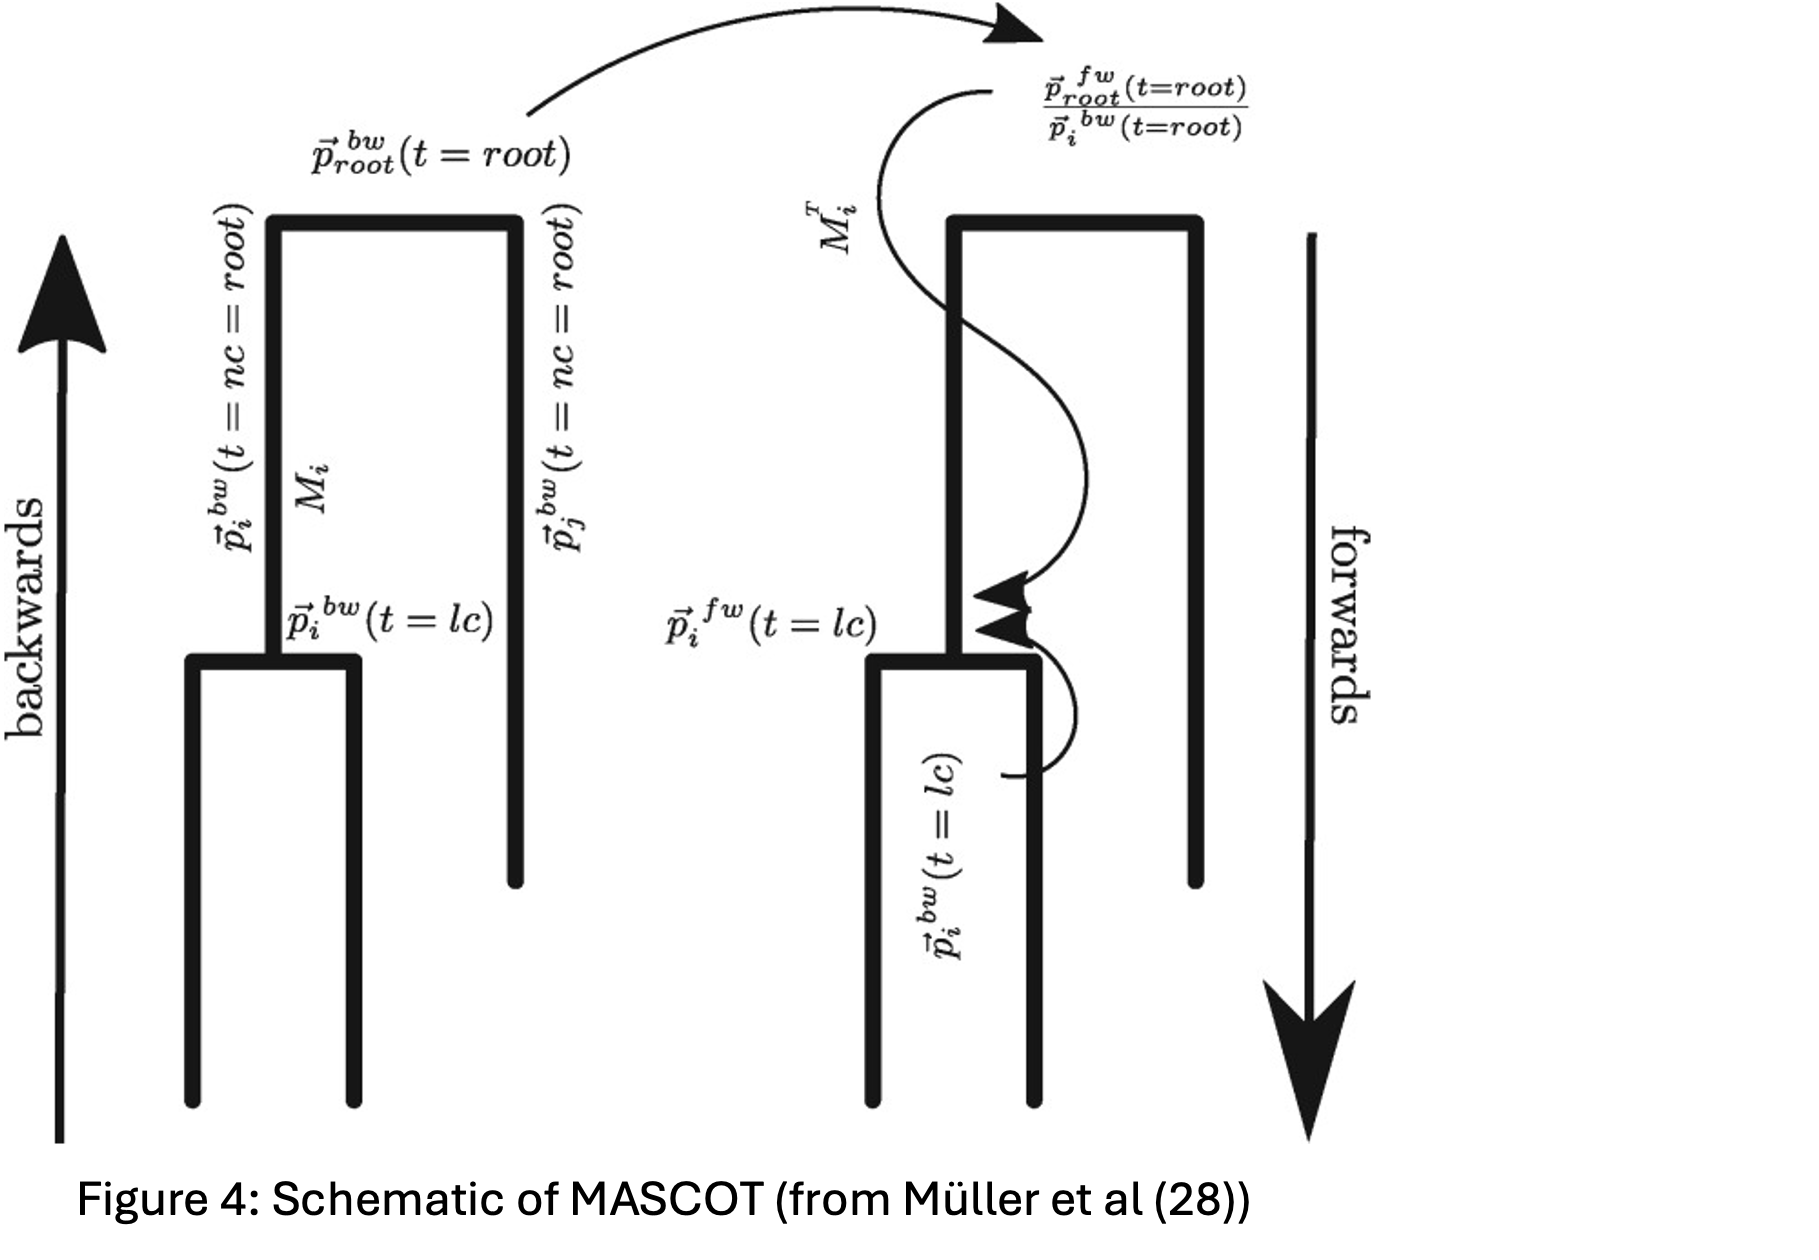 p⃗_root^bw(t = root)
p⃗_root^fw(t=root)
p⃗_i^bw(t=root)
backwards
p⃗_i^bw(t = nc = root)
M_i
p⃗_j^bw(t = nc = root)
p⃗_i^bw(t = lc)
M_i^T
p⃗_i^fw(t = lc)
p⃗_i^bw(t = lc)
forwards
Figure 4: Schematic of MASCOT (from Müller et al (28))